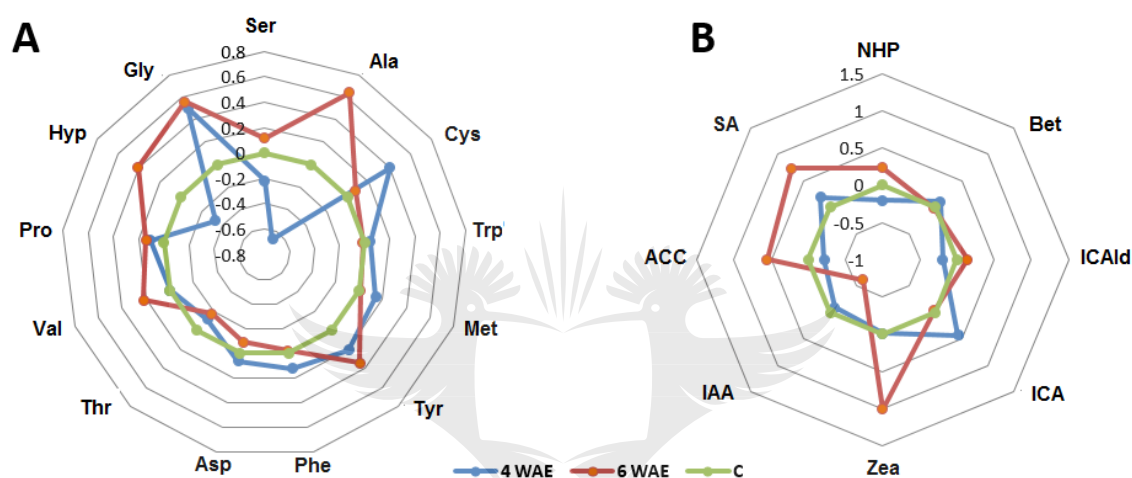 A
Ser
Ala
Cys
Trp
Met
Tyr
Phe
Asp
Thr
Val
Pro
Hyp
Gly
0.8
0.6
0.4
0.2
0
-0.2
-0.4
-0.6
-0.8
B
NHP
Bet
ICAld
ICA
Zea
IAA
ACC
SA
1.5
1
0.5
0
-0.5
-1
4 WAE
6 WAE
C